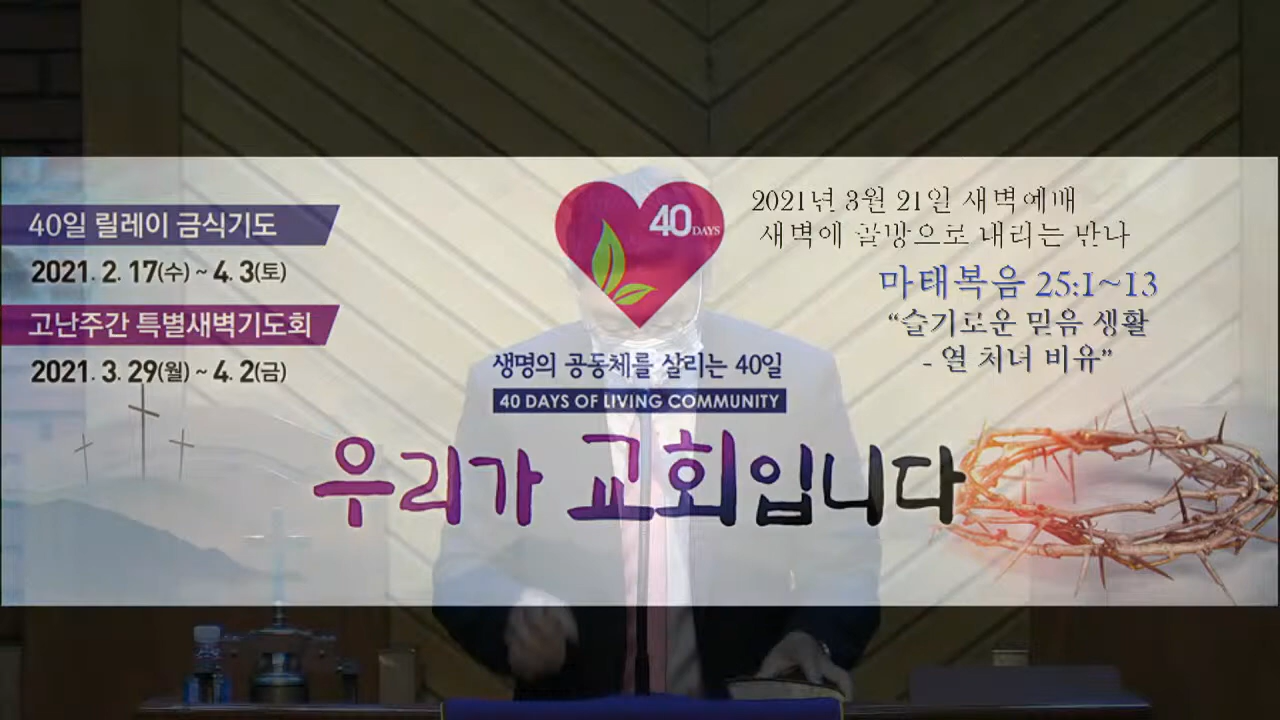 40일 릴레이 금식기도
2021. 2. 17(수) ~ 4. 3(토)
고난주간 특별새벽기도회
2021. 3. 29(월) ~ 4. 2(금)
40 DAYS
생명의 공동체를 살리는 40일
40 DAYS OF LIVING COMMUNITY
우리가 교회입니다
2021년 3월 21일 새벽예배
새벽에 꿀깡으로 내리는 만나
마태복음 25:1~13
“슬기로운 믿음 생활
- 열 처녀 비유”